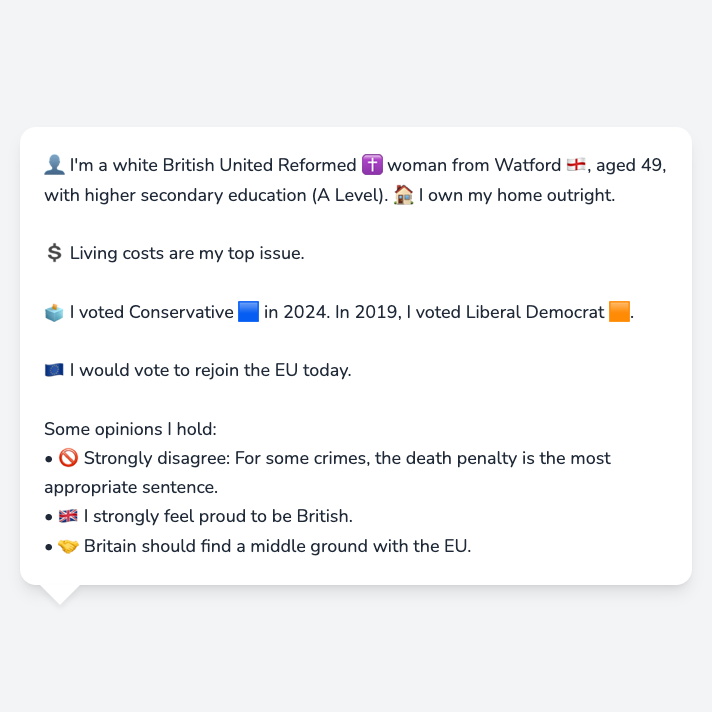 👤 I'm a white British United Reformed ✝️ woman from Watford 🏴󠁧󠁢󠁥󠁮󠁧󠁿, aged 49,
with higher secondary education (A Level). 🏠 I own my home outright.
💲 Living costs are my top issue.
🗳️ I voted Conservative 🟦 in 2024. In 2019, I voted Liberal Democrat 🟧.
🇪🇺 I would vote to rejoin the EU today.
Some opinions I hold:
• 🚫 Strongly disagree: For some crimes, the death penalty is the most
appropriate sentence.
• 🇬🇧 I strongly feel proud to be British.
• 🤝 Britain should find a middle ground with the EU.